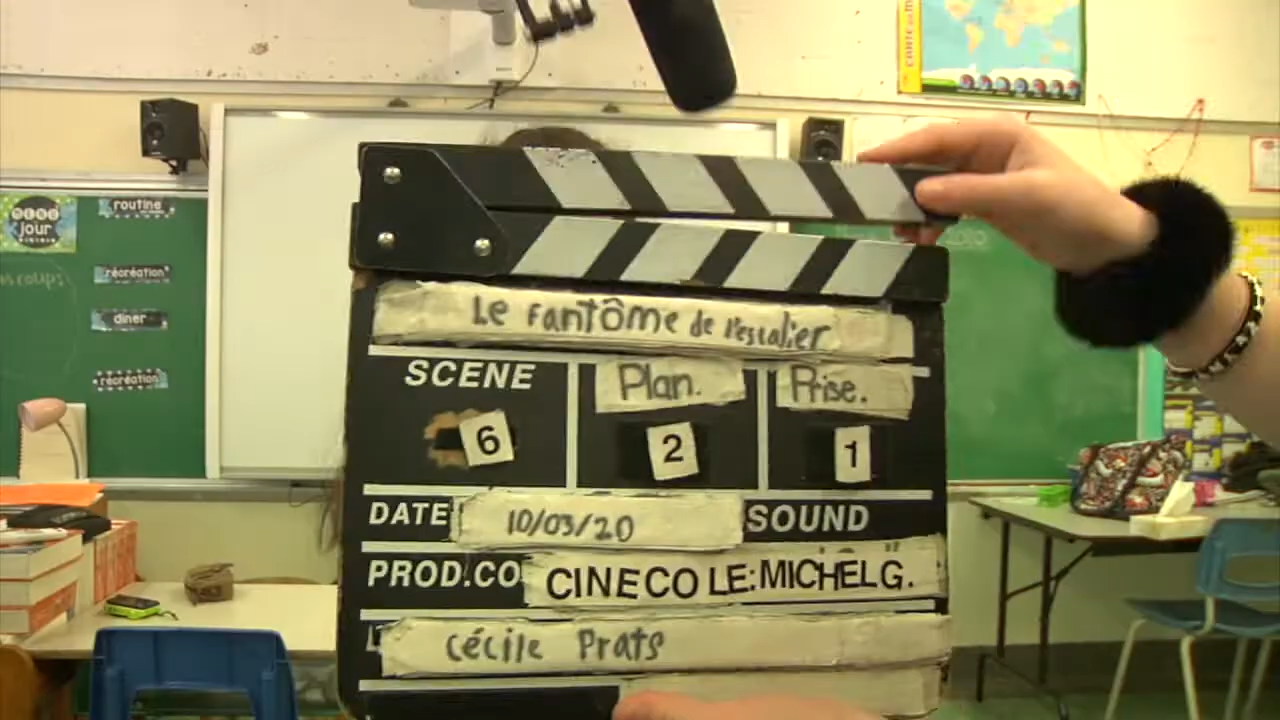 Le fantôme de l'escalier
SCENE Plan. Prise.
6 2 1
DATE 10/03/20 SOUND
PROD.CO CINECOLE:MICHEL G.
Cécile Prats
jour
routine
récréation
diner
récréation